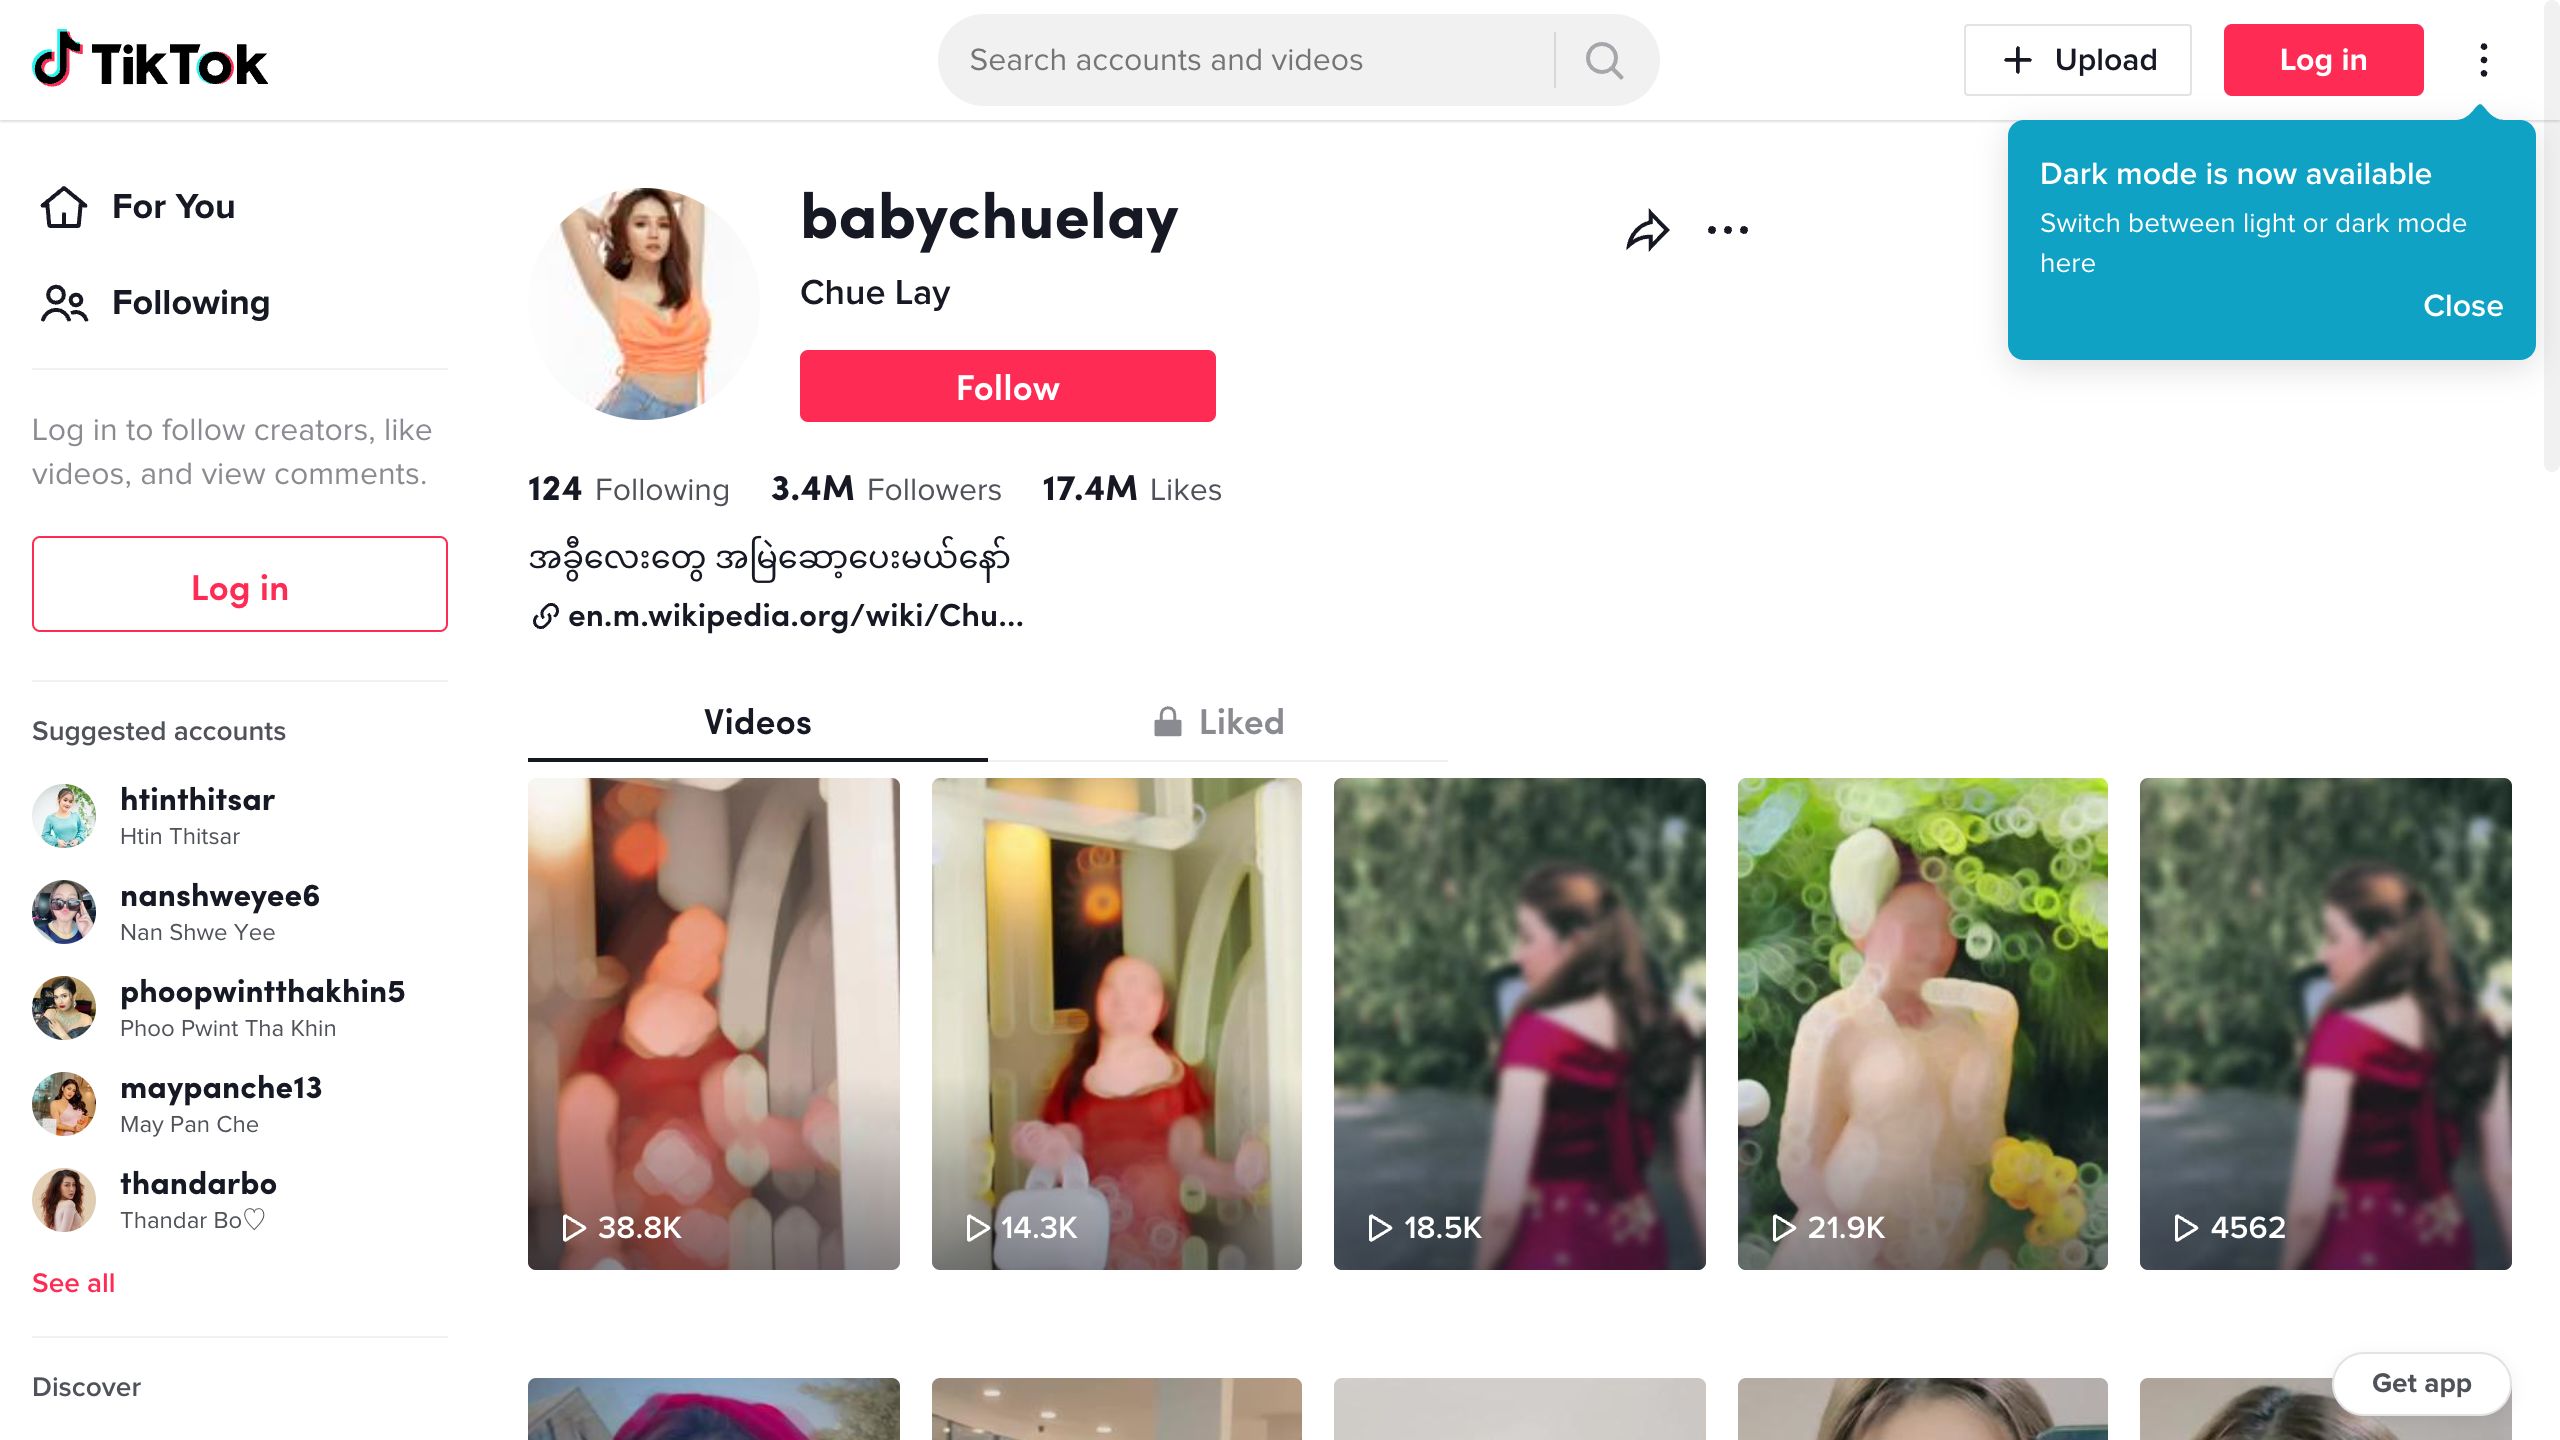 TikTok
Search accounts and videos
Upload
Log in
Dark mode is now available
Switch between light or dark mode
here
Close
For You
Following
Log in to follow creators, like
videos, and view comments.
Log in
Suggested accounts
htinthitsar
Htin Thitsar
nanshweyee6
Nan Shwe Yee
phoopwintthakhin5
Phoo Pwint Tha Khin
maypanche13
May Pan Che
thandarbo
Thandar Bo♡
See all
Discover
babychuelay
Chue Lay
Follow
124 Following 3.4M Followers 17.4M Likes
အခွီလေးတွေ အမြဲဆော့ပေးမယ်နော်
en.m.wikipedia.org/wiki/Chu...
Videos
Liked
38.8K
14.3K
18.5K
21.9K
4562
Get app